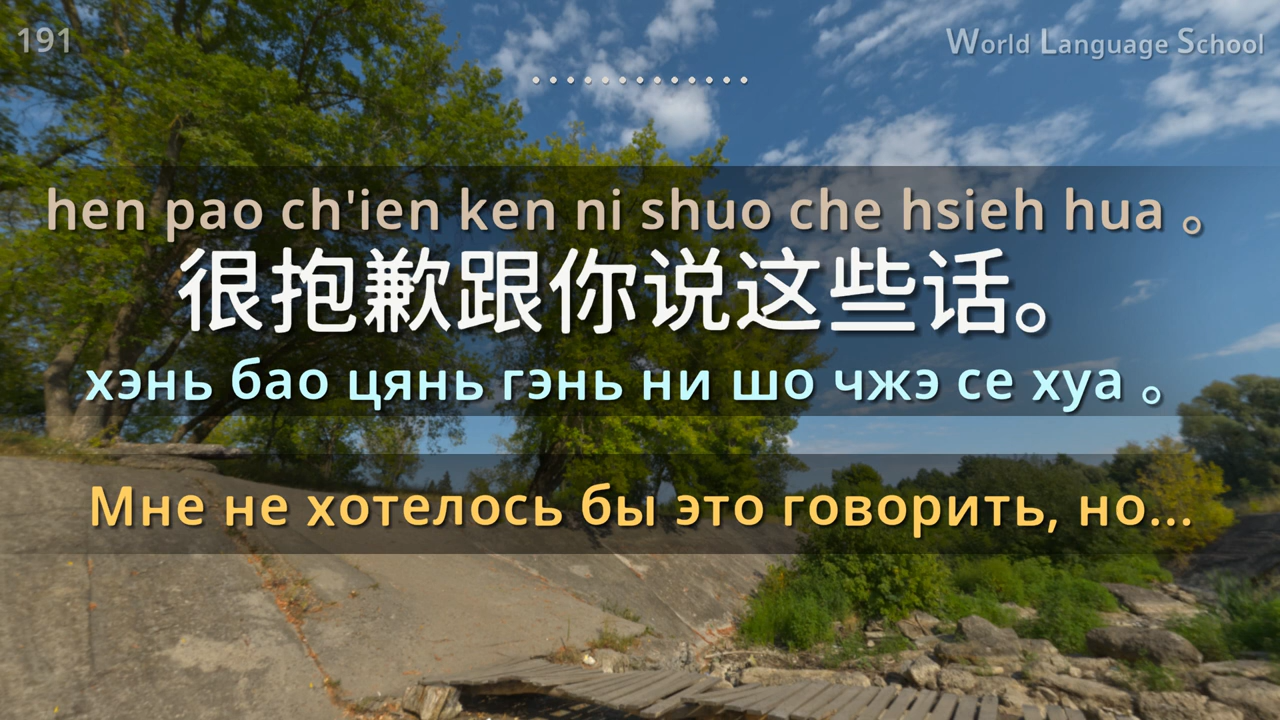 191
World Language School
.............
hen pao ch'ien ken ni shuo che hsieh hua 。
很抱歉跟你说这些话。
хэнь бао цянь гэнь ни шо чжэ се хуа 。
Мне не хотелось бы это говорить, но...